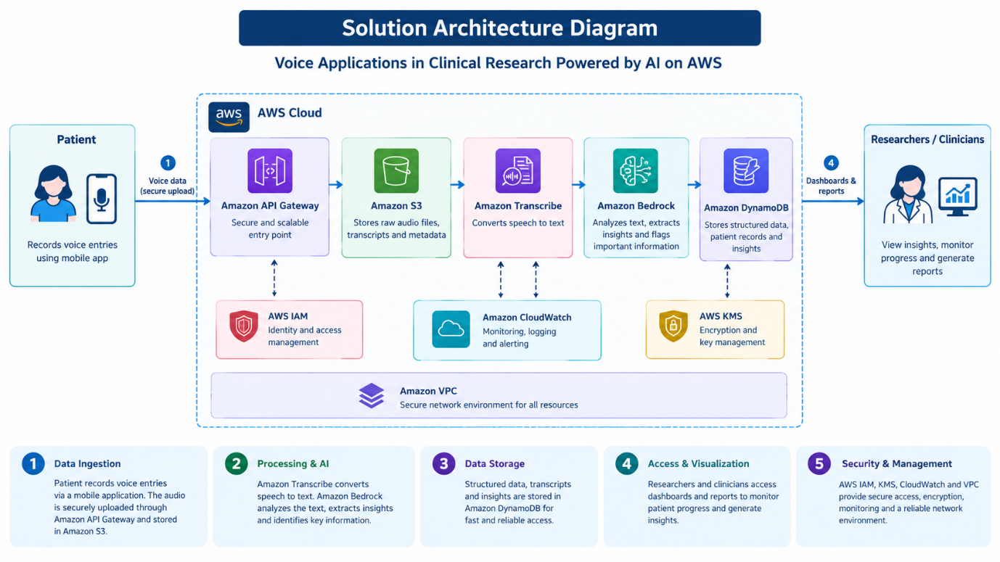 Solution Architecture Diagram
Voice Applications in Clinical Research Powered by AI on AWS
Patient
Records voice entries
using mobile app
1
Voice data
(secure upload)
aws
AWS Cloud
Amazon API Gateway
Secure and scalable
entry point
Amazon S3
Stores raw audio files,
transcripts and metadata
Amazon Transcribe
Converts speech to text
Amazon Bedrock
Analyzes text, extracts
insights and flags
important information
Amazon DynamoDB
Stores structured data,
patient records and
insights
4
Dashboards &
reports
Researchers / Clinicians
View insights, monitor
progress and generate
reports
AWS IAM
Identity and access
management
Amazon CloudWatch
Monitoring, logging
and alerting
AWS KMS
Encryption and
key management
Amazon VPC
Secure network environment for all resources
1
Data Ingestion
Patient records voice entries
via a mobile application. The audio
is securely uploaded through
Amazon API Gateway and stored
in Amazon S3.
2
Processing & AI
Amazon Transcribe converts
speech to text. Amazon Bedrock
analyzes the text, extracts insights
and identifies key information.
3
Data Storage
Structured data, transcripts
and insights are stored in
Amazon DynamoDB for
fast and reliable access.
4
Access & Visualization
Researchers and clinicians access
dashboards and reports to monitor
patient progress and generate
insights.
5
Security & Management
AWS IAM, KMS, CloudWatch and VPC
provide secure access, encryption,
monitoring and a reliable network
environment.